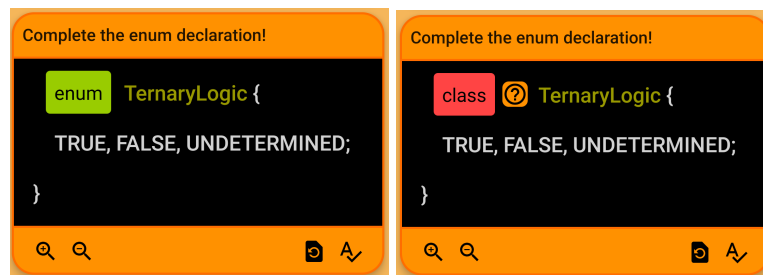 Complete the enum declaration!
enum TernaryLogic {
TRUE, FALSE, UNDETERMINED;
}
Complete the enum declaration!
class ? TernaryLogic {
TRUE, FALSE, UNDETERMINED;
}